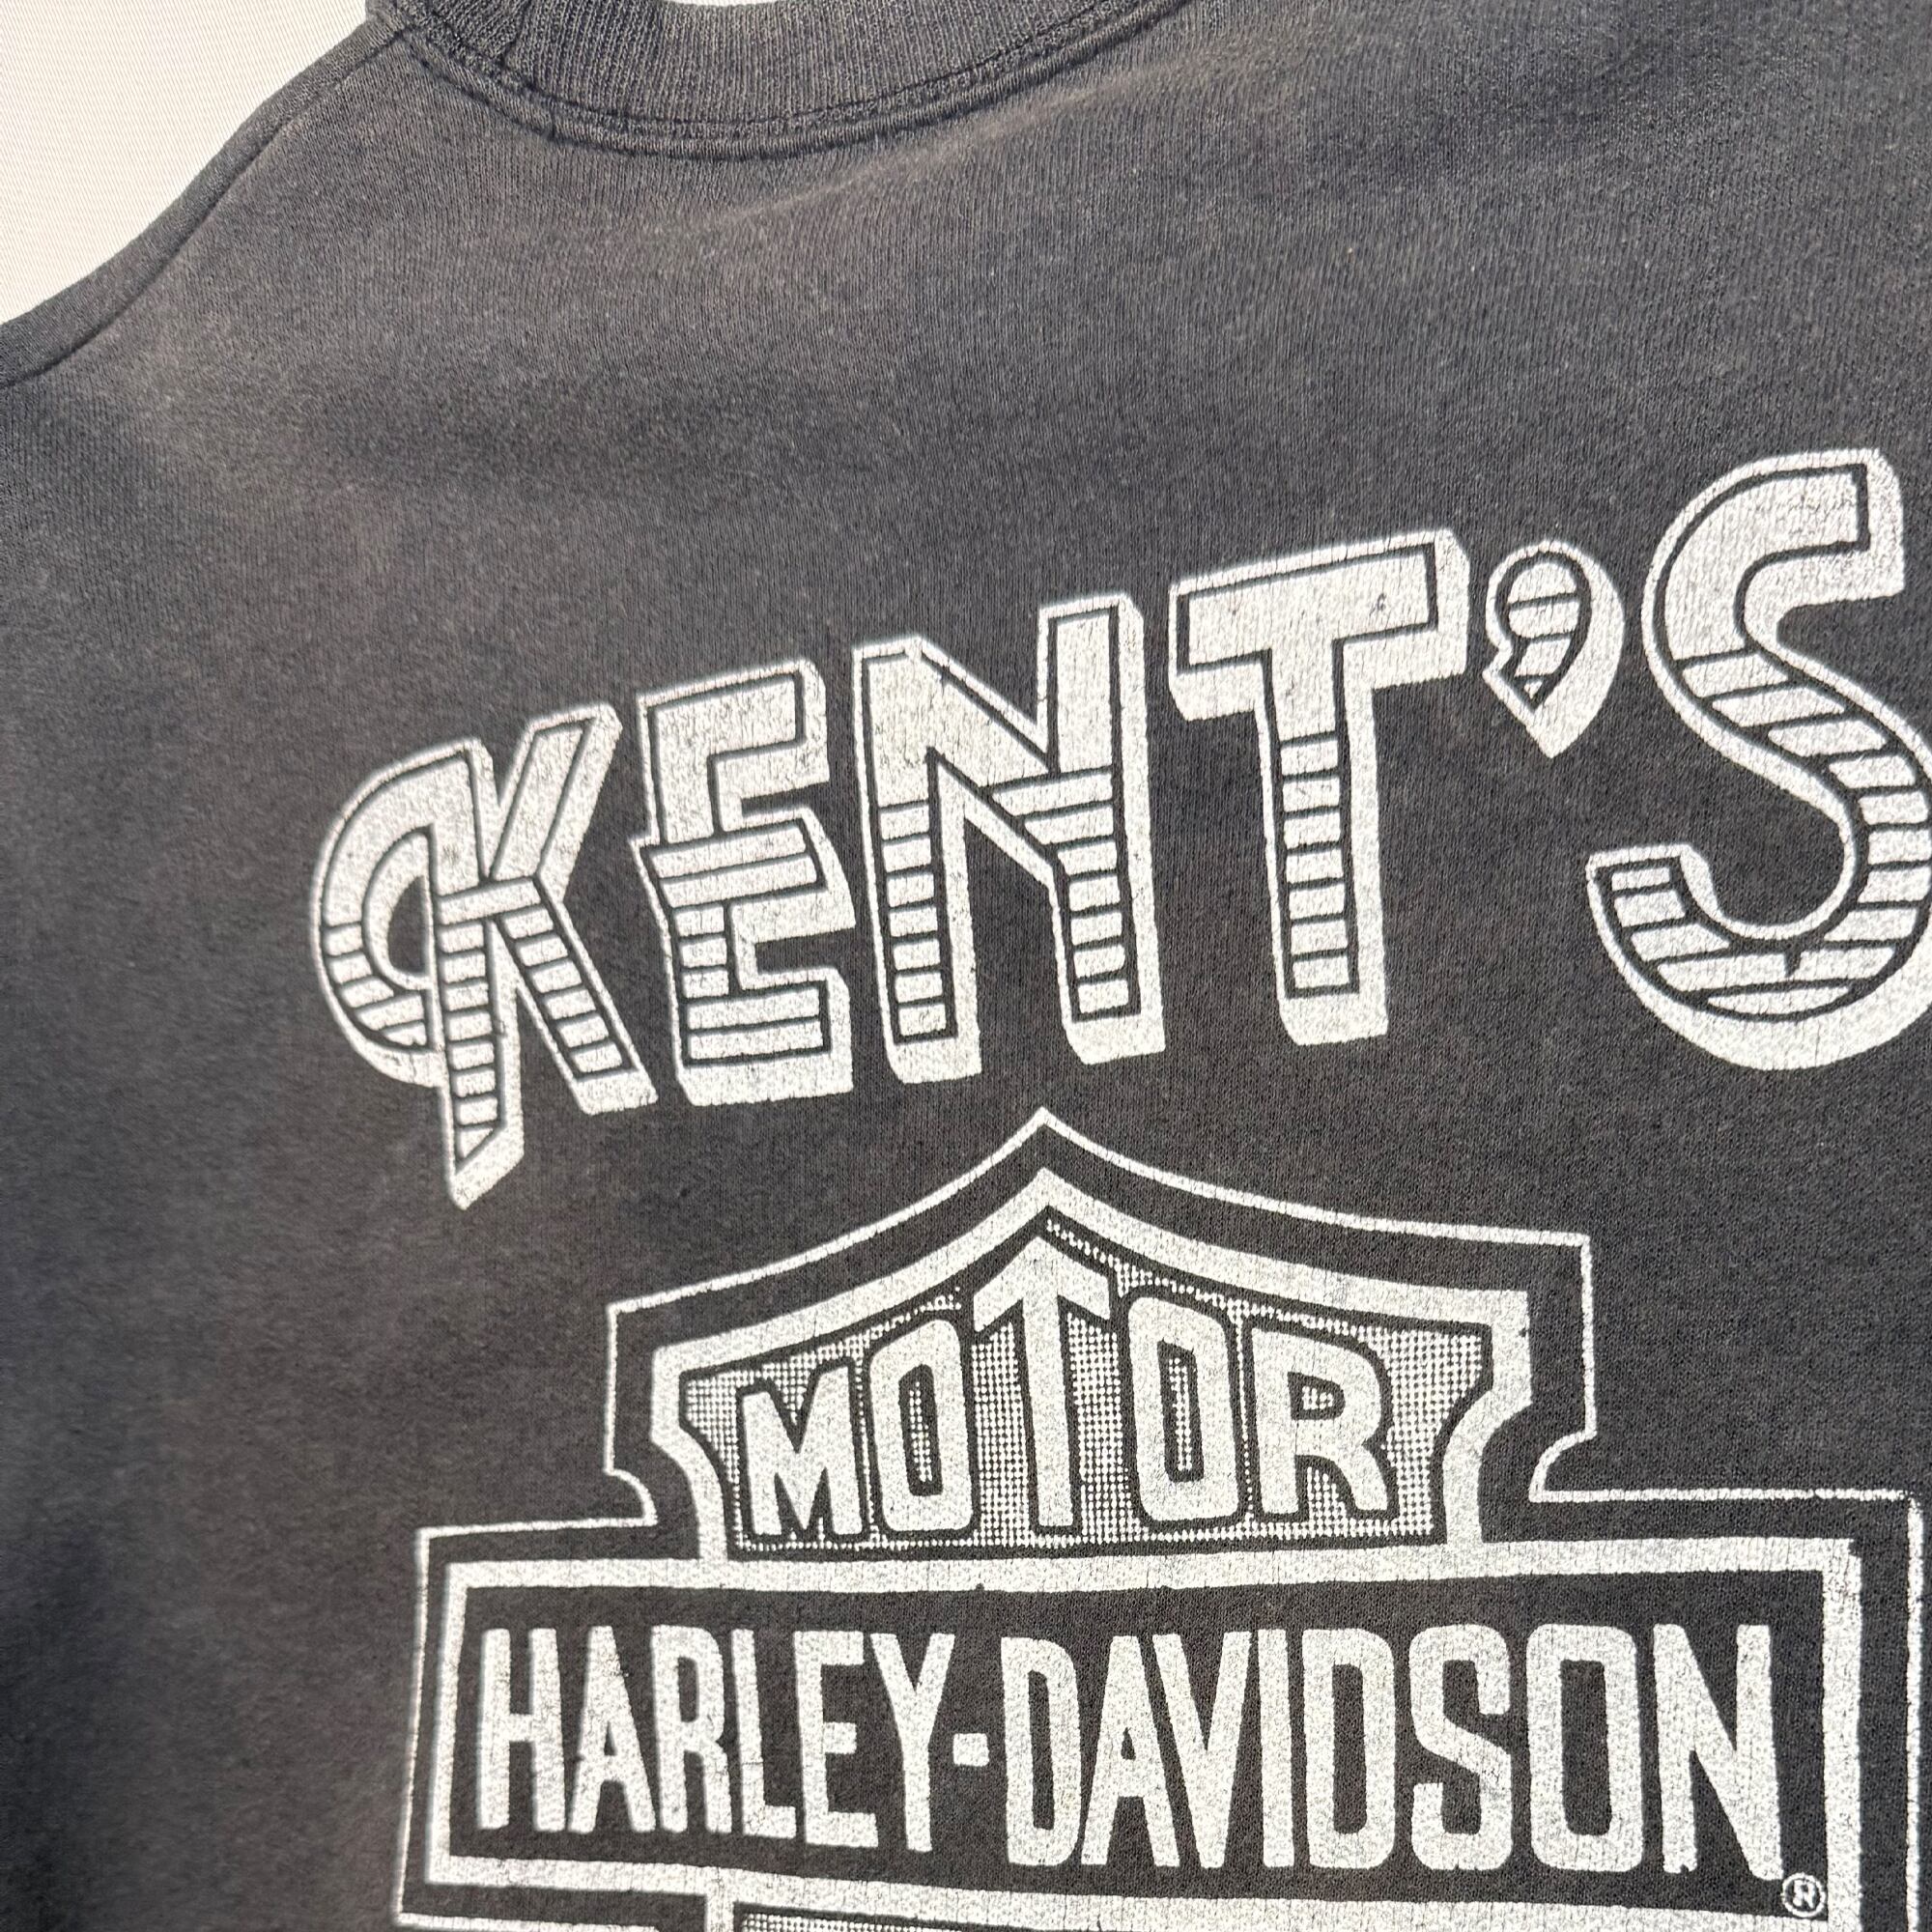 KENT'S
MOTOR
HARLEY-DAVIDSON
®